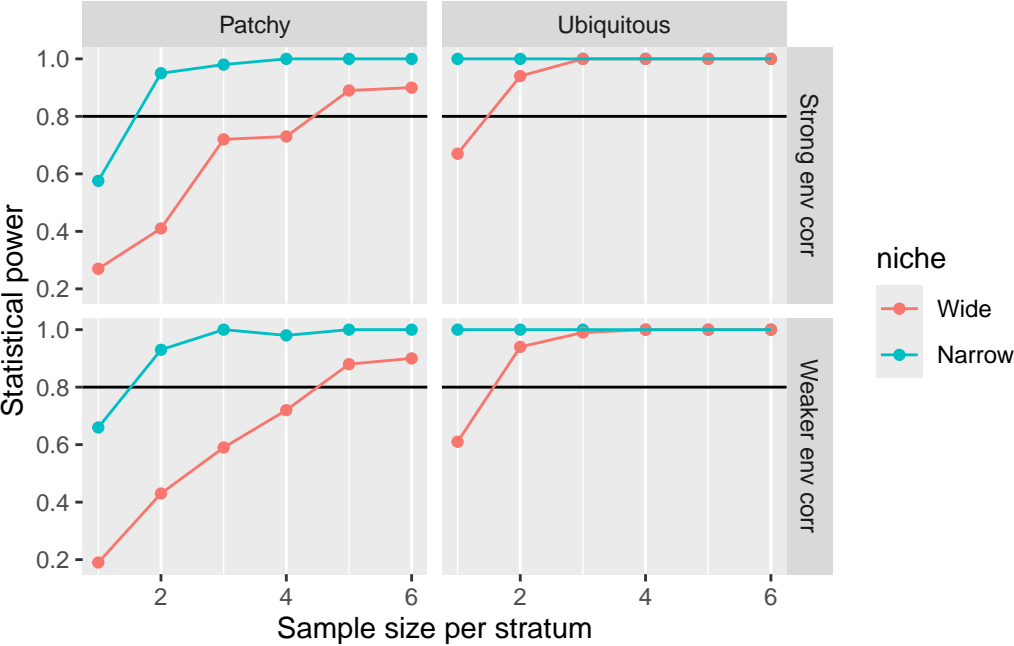 Patchy
Ubiquitous
1.0
0.8
0.6
0.4
0.2
Strong env corr
1.0
0.8
0.6
0.4
0.2
Weaker env corr
Statistical power
2
4
6
2
4
6
Sample size per stratum
niche
Wide
Narrow